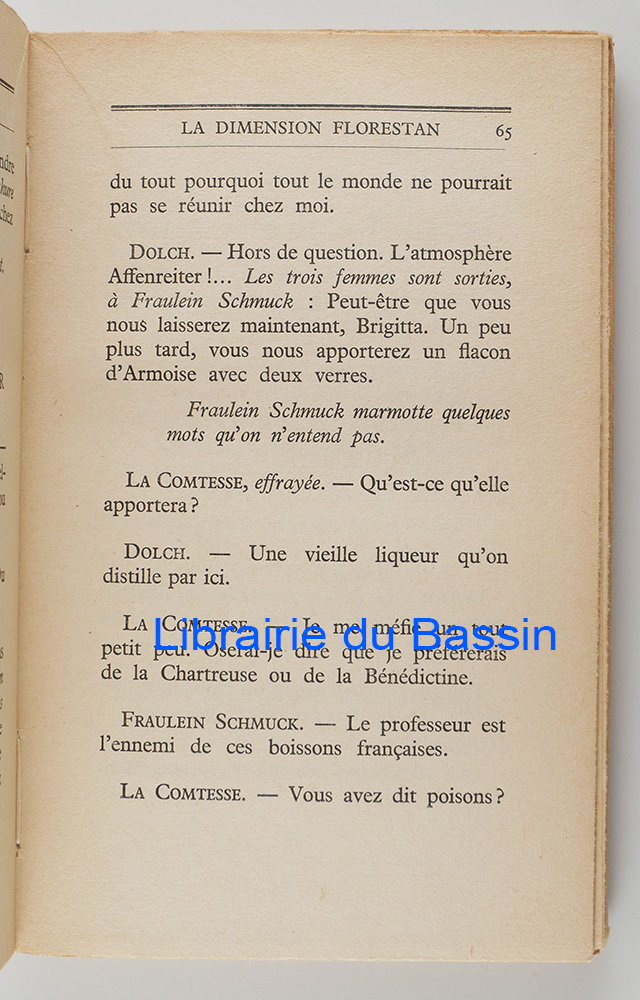 LA DIMENSION FLORESTAN 65
du tout pourquoi tout le monde ne pourrait
pas se réunir chez moi.
DOLCH. — Hors de question. L'atmosphère
Affenreiter !... Les trois femmes sont sorties,
à Fraulein Schmuck : Peut-être que vous
nous laisserez maintenant, Brigitta. Un peu
plus tard, vous nous apporterez un flacon
d'Armoise avec deux verres.
Fraulein Schmuck marmotte quelques
mots qu'on n'entend pas.
LA COMTESSE, effrayée. — Qu'est-ce qu'elle
apportera ?
DOLCH. — Une vieille liqueur qu'on
distille par ici.
LA COMTESSE. — Je me méfie un tout
petit peu. Oserai-je dire que je préférerais
de la Chartreuse ou de la Bénédictine.
FRAULEIN SCHMUCK. — Le professeur est
l'ennemi de ces boissons françaises.
LA COMTESSE. — Vous avez dit poisons ?
Librairie du Bassin
ndre
chez